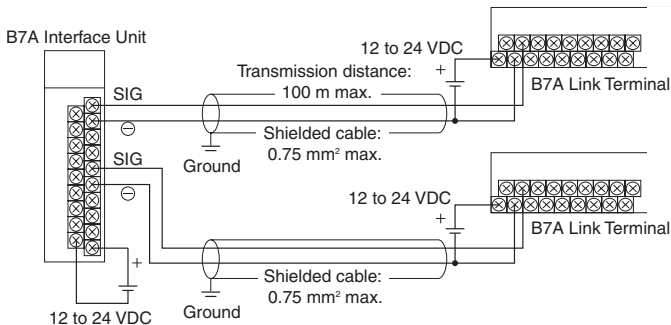 B7A Interface Unit
SIG
⊖
SIG
⊖
+
12 to 24 VDC
Transmission distance:
100 m max.
Shielded cable:
0.75 mm² max.
Ground
12 to 24 VDC
+
B7A Link Terminal
12 to 24 VDC
+
B7A Link Terminal
Shielded cable:
0.75 mm² max.
Ground